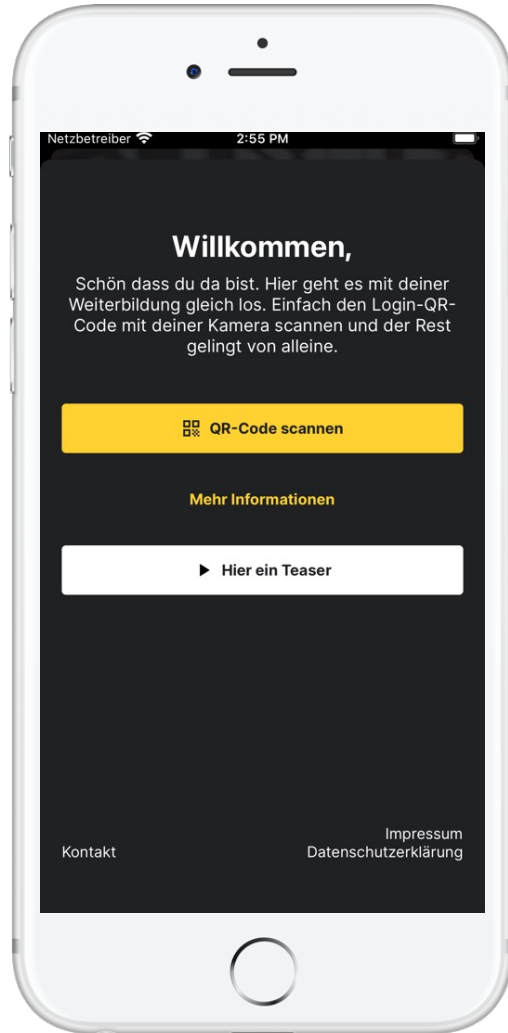 Netzbetreiber 2:55 PM
Willkommen,
Schön dass du da bist. Hier geht es mit deiner
Weiterbildung gleich los. Einfach den Login-QR-
Code mit deiner Kamera scannen und der Rest
gelingt von alleine.
QR-Code scannen
Mehr Informationen
Hier ein Teaser
Impressum
Kontakt Datenschutzerklärung